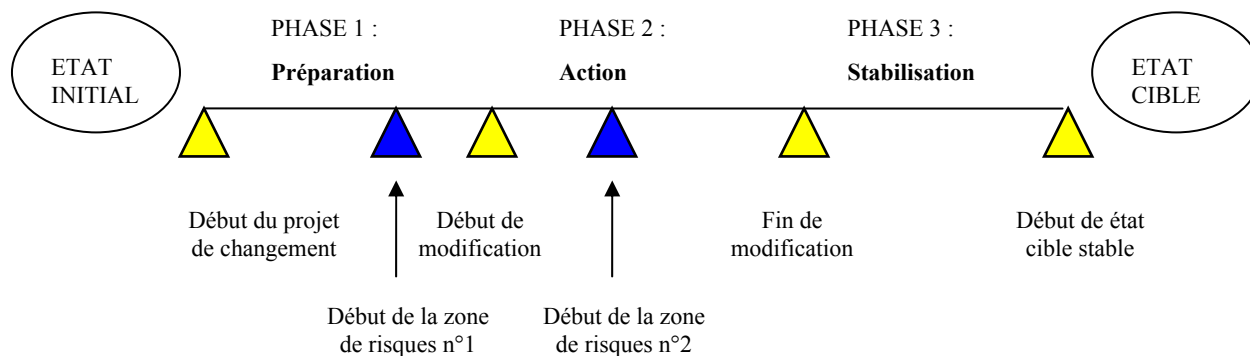 ETAT
INITIAL
PHASE 1 :
Préparation
PHASE 2 :
Action
PHASE 3 :
Stabilisation
ETAT
CIBLE
Début du projet
de changement
Début de
modification
Fin de
modification
Début de état
cible stable
Début de la zone
de risques n°1
Début de la zone
de risques n°2